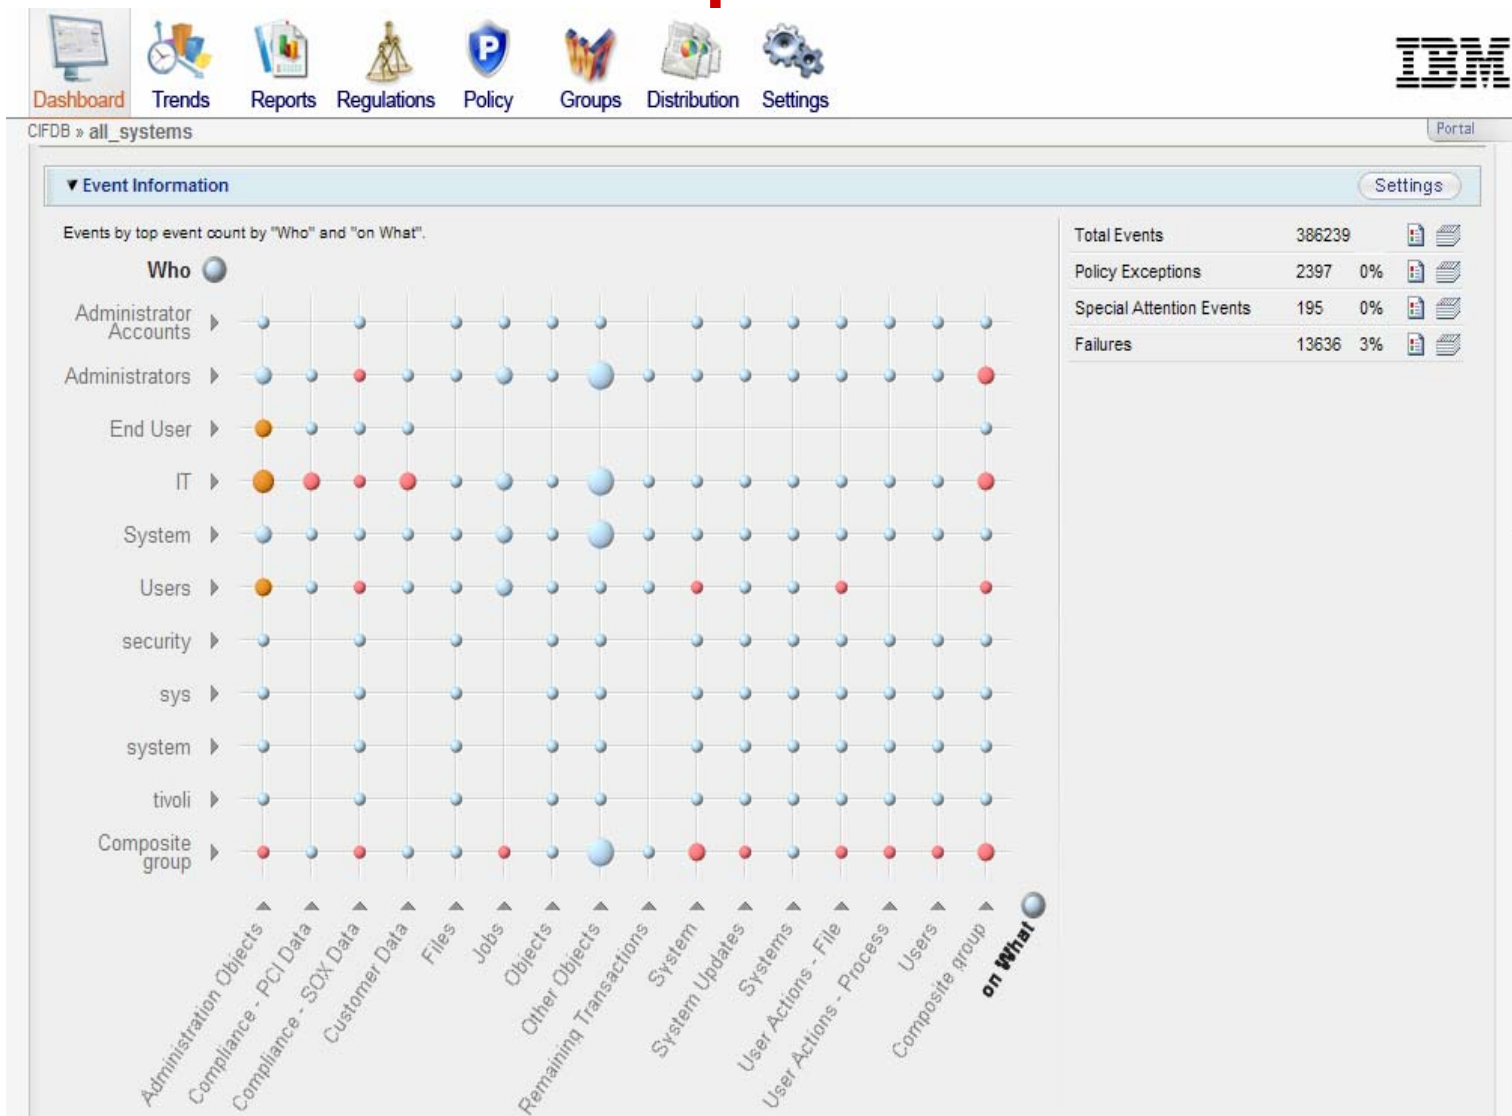 Dashboard Trends Reports Regulations Policy Groups Distribution Settings
IBM
CIFDB » all_systems
Portal
Event Information
Settings
Events by top event count by "Who" and "on What".
Who
Administrator
Accounts
Administrators
End User
IT
System
Users
security
sys
system
tivoli
Composite
group
Administration Objects
Compliance - PCI Data
Compliance - SOX Data
Customer Data
Files
Jobs
Objects
Other Objects
Remaining Transactions
System
System Updates
Systems
User Actions - File
User Actions - Process
Users
Composite group
on What
Total Events 386239
Policy Exceptions 2397 0%
Special Attention Events 195 0%
Failures 13636 3%